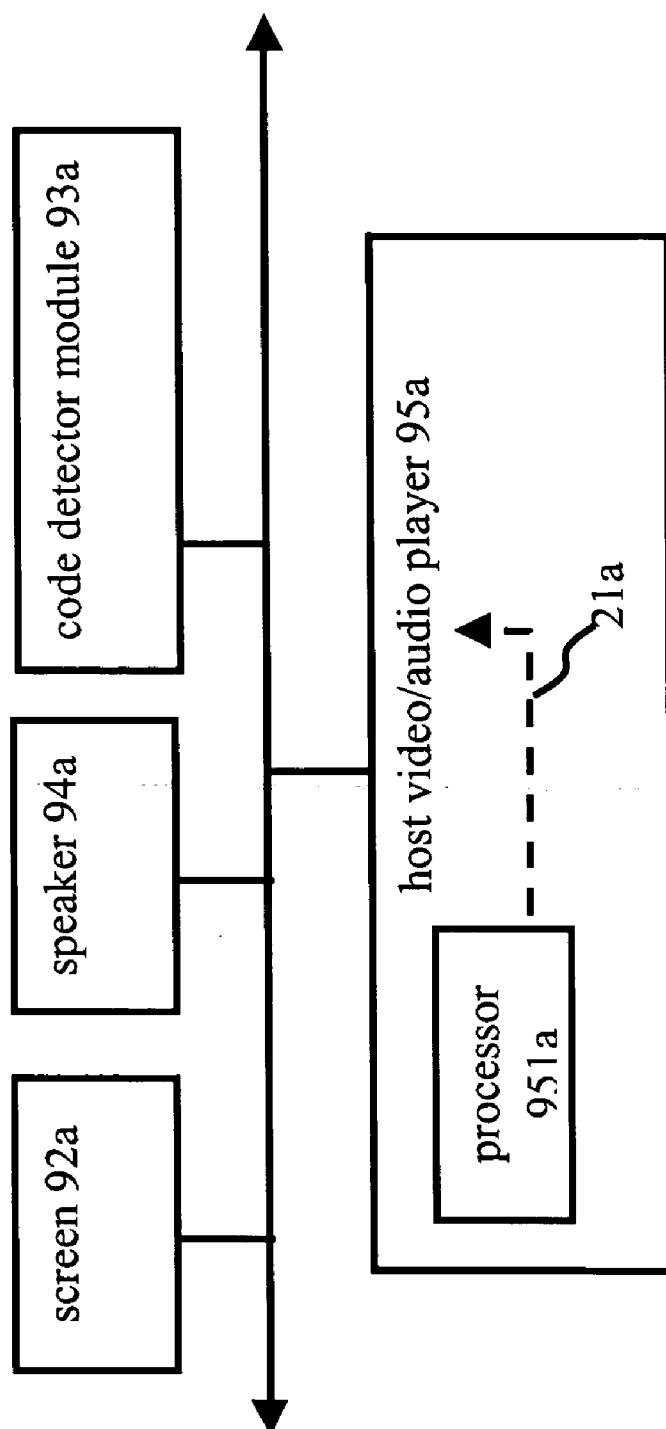 screen 92a
speaker 94a
code detector module 93a
host video/audio player 95a
processor
951a
21a